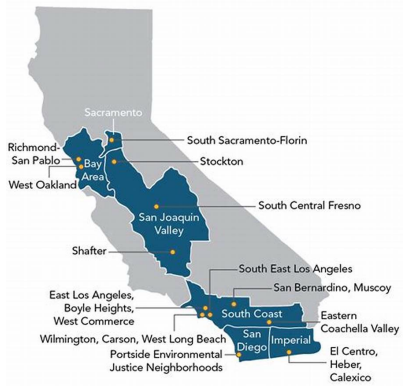 Sacramento
South Sacramento-Florin
Richmond-
San Pablo
Bay
Area
Stockton
West Oakland
South Central Fresno
San Joaquin
Valley
Shafter
South East Los Angeles
San Bernardino, Muscoy
East Los Angeles,
Boyle Heights,
West Commerce
South Coast
Eastern
Coachella Valley
Wilmington, Carson, West Long Beach
San
Diego
Imperial
Portside Environmental
Justice Neighborhoods
El Centro,
Heber,
Calexico